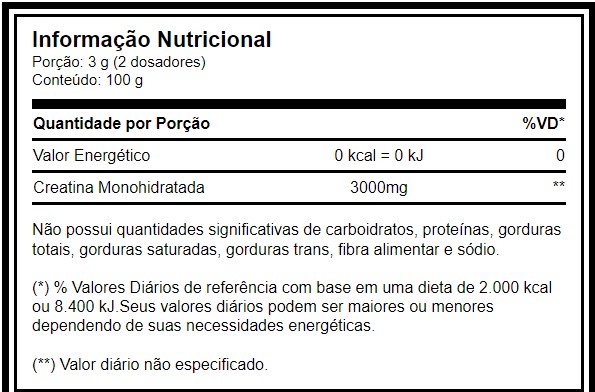 Informação Nutricional
Porção: 3 g (2 dosadores)
Conteúdo: 100 g
Quantidade por Porção %VD*
Valor Energético 0 kcal = 0 kJ 0
Creatina Monohidratada 3000mg **
Não possui quantidades significativas de carboidratos, proteínas, gorduras
totais, gorduras saturadas, gorduras trans, fibra alimentar e sódio.
(*) % Valores Diários de referência com base em uma dieta de 2.000 kcal
ou 8.400 kJ.Seus valores diários podem ser maiores ou menores
dependendo de suas necessidades energéticas.
(**) Valor diário não especificado.